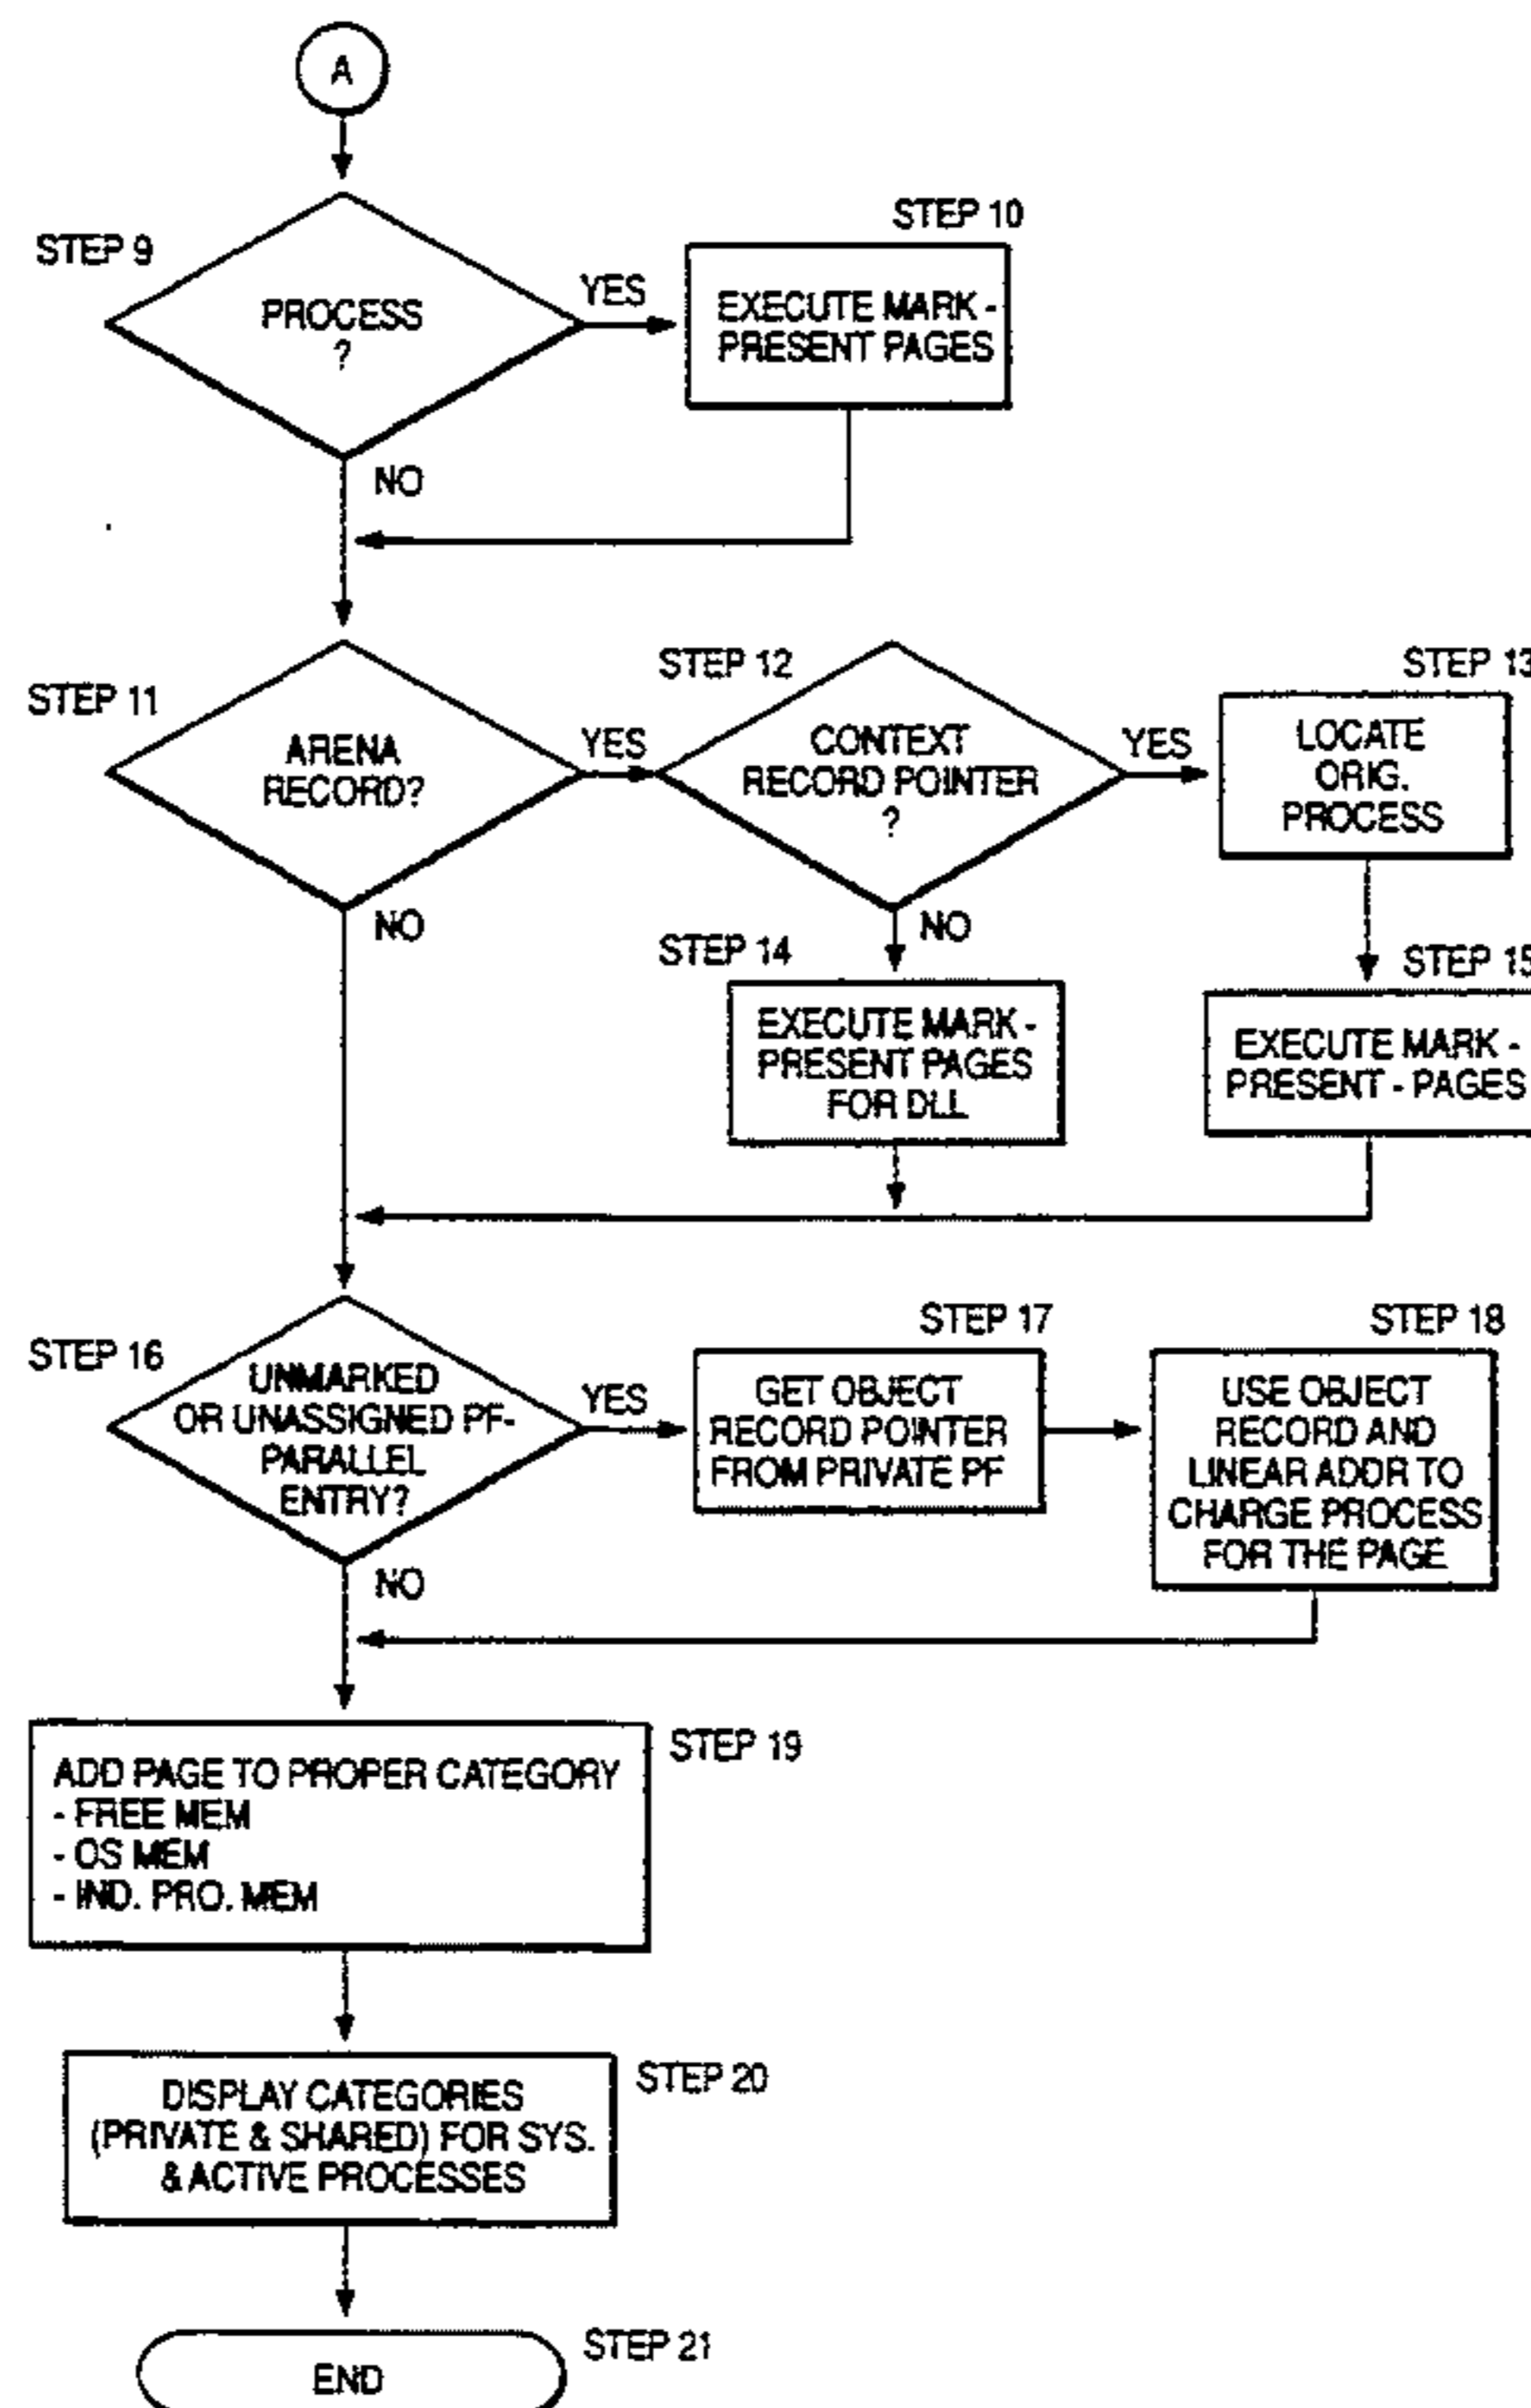 A
STEP 9
PROCESS
?
YES
NO
STEP 10
EXECUTE MARK -
PRESENT PAGES
STEP 11
ARENA
RECORD?
YES
NO
STEP 12
CONTEXT
RECORD POINTER
?
YES
NO
STEP 13
LOCATE
ORIG.
PROCESS
STEP 14
EXECUTE MARK -
PRESENT PAGES
FOR DLL
STEP 15
EXECUTE MARK -
PRESENT - PAGES
STEP 16
UNMARKED
OR UNASSIGNED PF-
PARALLEL
ENTRY?
YES
NO
STEP 17
GET OBJECT
RECORD POINTER
FROM PRIVATE PF
STEP 18
USE OBJECT
RECORD AND
LINEAR ADDR TO
CHARGE PROCESS
FOR THE PAGE
STEP 19
ADD PAGE TO PROPER CATEGORY
- FREE MEM
- OS MEM
- IND. PRO. MEM
STEP 20
DISPLAY CATEGORIES
(PRIVATE & SHARED) FOR SYS.
& ACTIVE PROCESSES
STEP 21
END